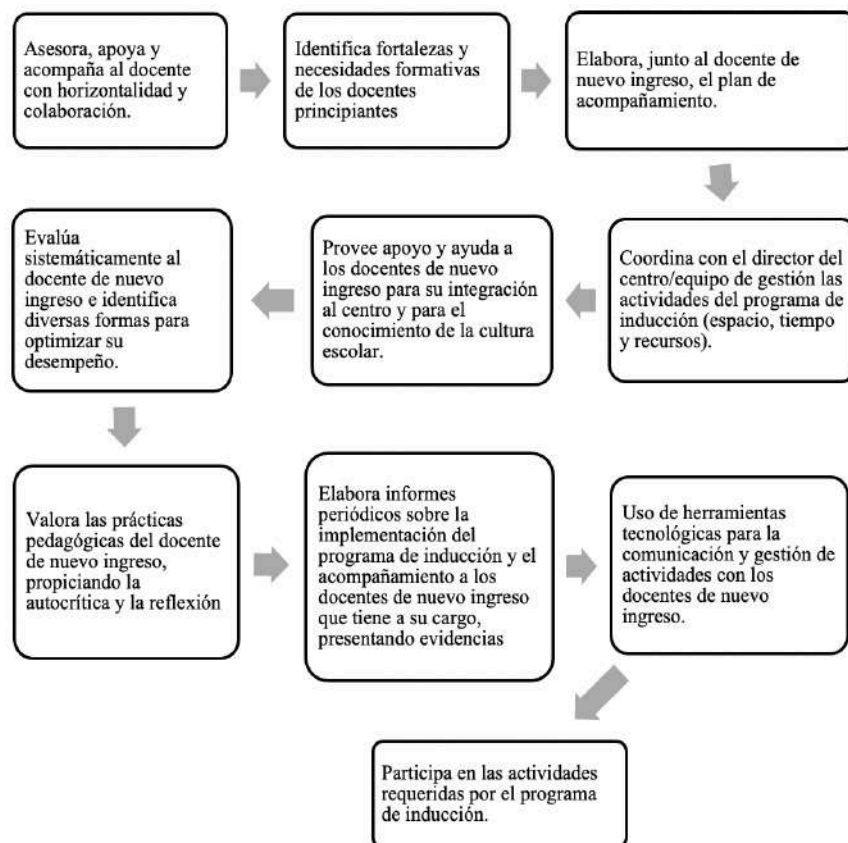 Asesora, apoya y
acompaña al docente
con horizontalidad y
colaboración.
Identifica fortalezas y
necesidades formativas
de los docentes
principiantes
Elabora, junto al docente de
nuevo ingreso, el plan de
acompañamiento.
Coordina con el director del
centro/equipo de gestión las
actividades del programa de
inducción (espacio, tiempo
y recursos).
Provee apoyo y ayuda a
los docentes de nuevo
ingreso para su integración
al centro y para el
conocimiento de la cultura
escolar.
Evalúa
sistemáticamente al
docente de nuevo
ingreso e identifica
diversas formas para
optimizar su
desempeño.
Valora las prácticas
pedagógicas del docente
de nuevo ingreso,
propiciando la
autocrítica y la reflexión
Elabora informes
periódicos sobre la
implementación del
programa de inducción y el
acompañamiento a los
docentes de nuevo ingreso
que tiene a su cargo,
presentando evidencias
Uso de herramientas
tecnológicas para la
comunicación y gestión de
actividades con los
docentes de nuevo
ingreso.
Participa en las actividades
requeridas por el programa
de inducción.